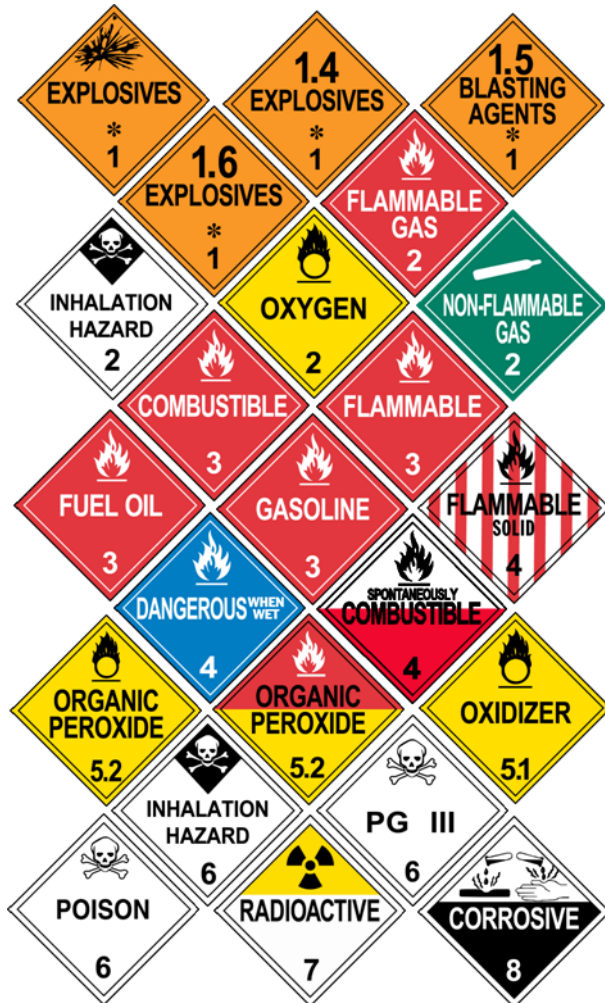 EXPLOSIVES
*
1
1.4
EXPLOSIVES
*
1
1.5
BLASTING
AGENTS
*
1
1.6
EXPLOSIVES
*
1
FLAMMABLE
GAS
2
INHALATION
HAZARD
2
OXYGEN
2
NON-FLAMMABLE
GAS
2
COMBUSTIBLE
3
FLAMMABLE
3
FUEL OIL
3
GASOLINE
3
FLAMMABLE
SOLID
4
DANGEROUS WHEN
WET
4
SPONTANEOUSLY
COMBUSTIBLE
4
ORGANIC
PEROXIDE
5.2
ORGANIC
PEROXIDE
5.2
OXIDIZER
5.1
INHALATION
HAZARD
6
PG III
6
POISON
6
RADIOACTIVE
7
CORROSIVE
8